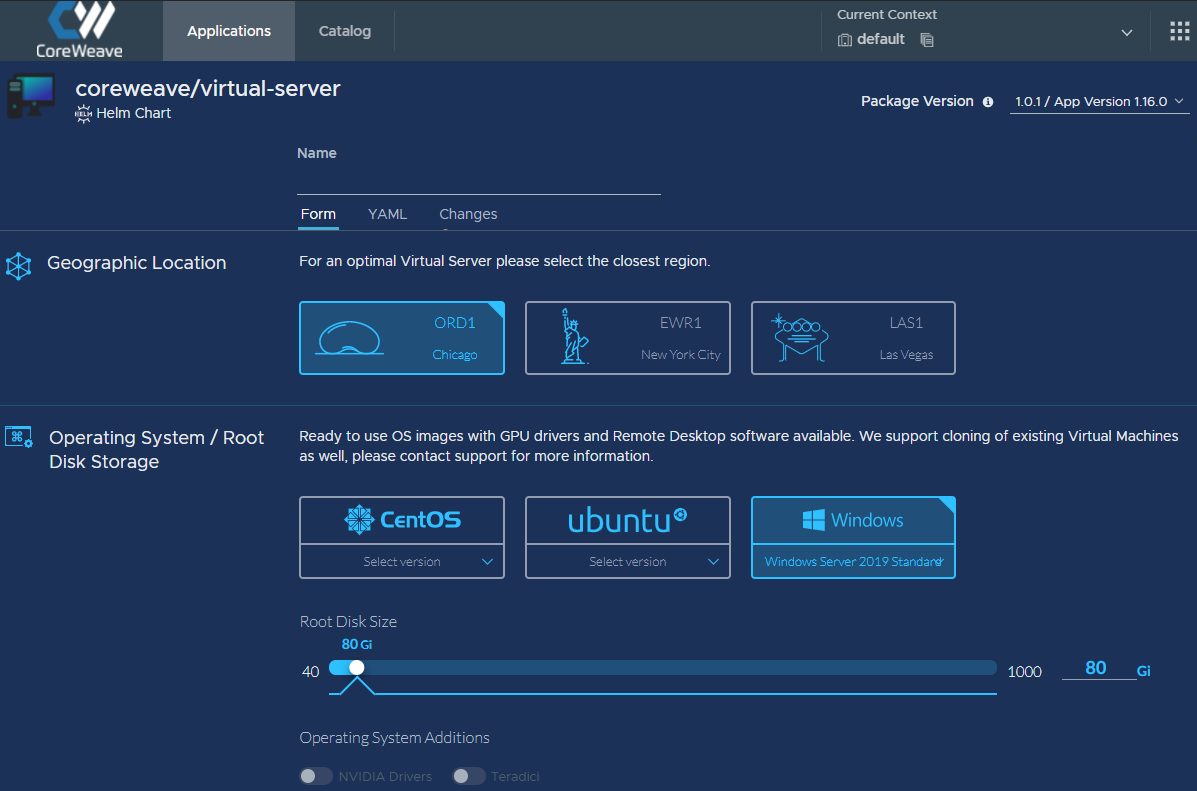 Applications
Catalog
Current Context
default
CoreWeave
coreweave/virtual-server
HELM Helm Chart
Package Version
1.0.1 / App Version 1.16.0
Name
Form
YAML
Changes
Geographic Location
For an optimal Virtual Server please select the closest region.
ORD1
Chicago
EWR1
New York City
LAS1
Las Vegas
Operating System / Root
Disk Storage
Ready to use OS images with GPU drivers and Remote Desktop software available. We support cloning of existing Virtual Machines
as well, please contact support for more information.
CentOS
Select version
ubuntu
Select version
Windows
Windows Server 2019 Standard
Root Disk Size
80 Gi
40
1000
80 Gi
Operating System Additions
NVIDIA Drivers
Teradici